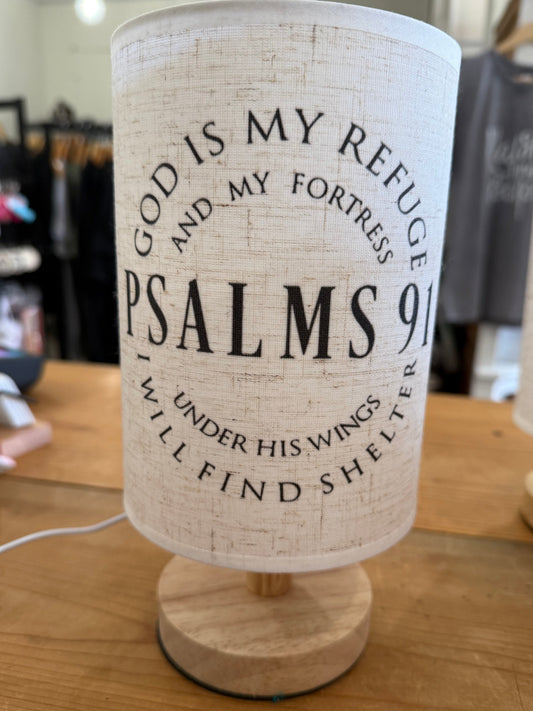 GOD IS MY REFUGE
AND MY FORTRESS
PSALMS 91
UNDER HIS WINGS
I WILL FIND SHELTER